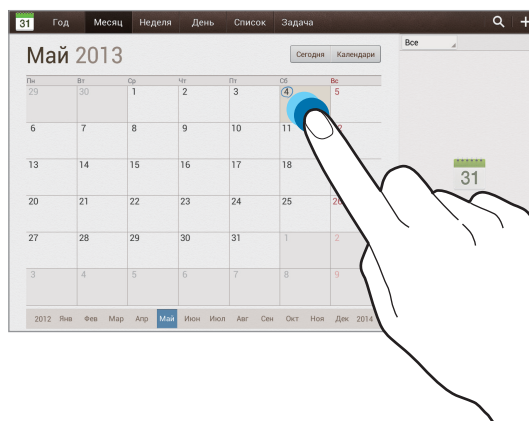 31 Год Месяц Неделя День Список Задача
Май 2013 Сегодня Календари Все
Пн Вт Ср Чт Пт Сб Вс
29 30 1 2 3 4 5
6 7 8 9 10 11
13 14 15 16 17 18
31
20 21 22 23 24 25
27 28 29 30 31 1 2
3 4 5 6 7 8 9
2012 Янв Фев Мар Апр Май Июн Июл Авг Сен Окт Ноя Дек 2014